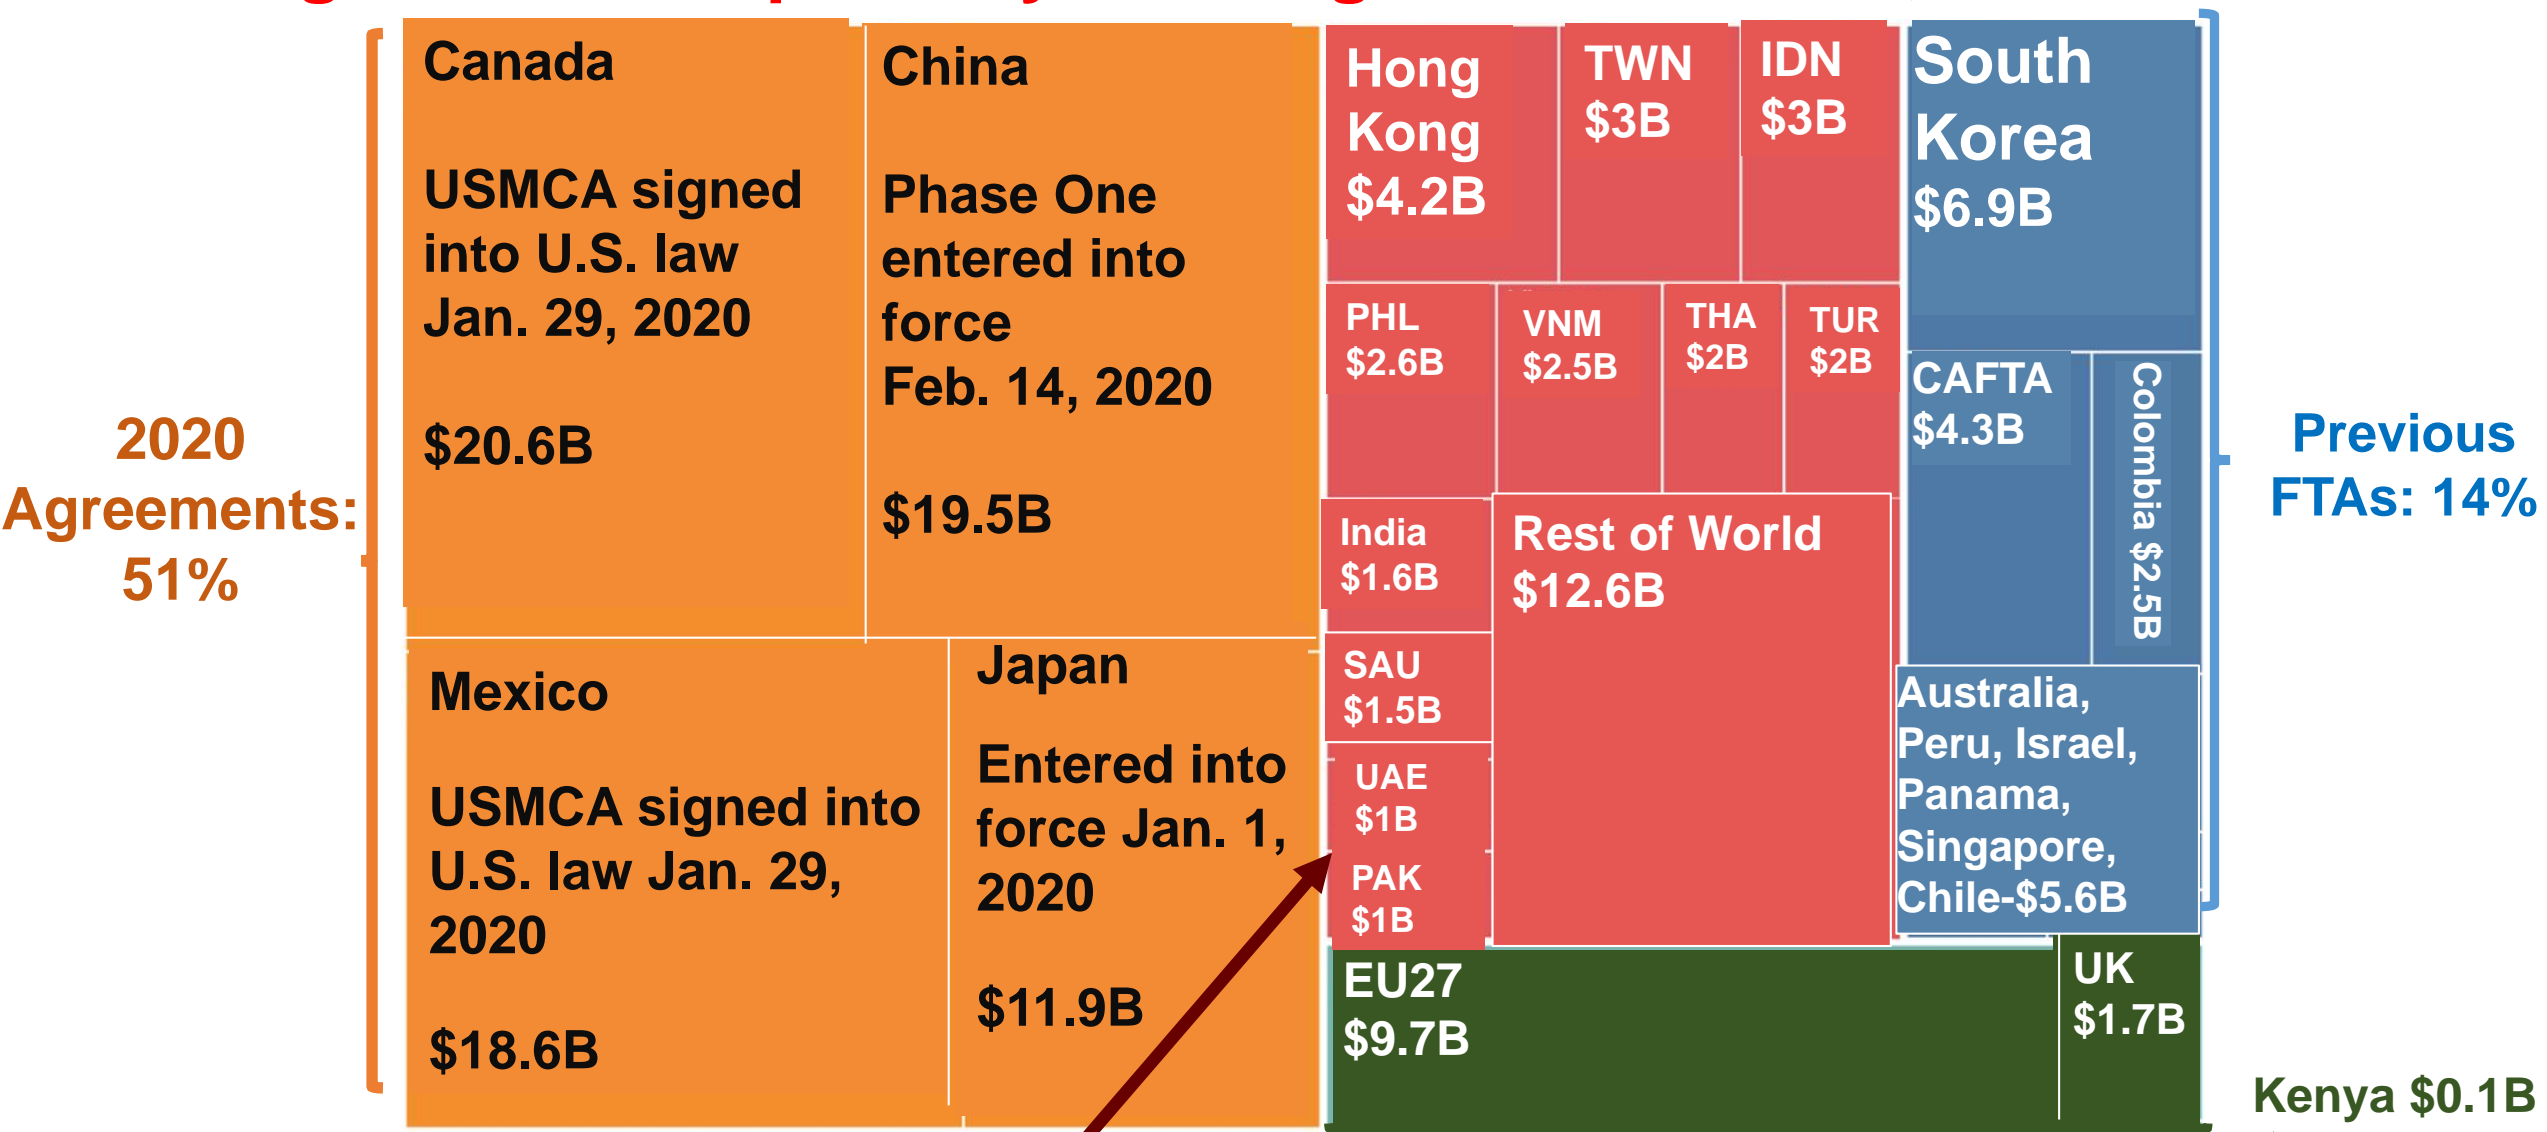 2020
Agreements:
51%
Canada
USMCA signed
into U.S. law
Jan. 29, 2020
$20.6B
China
Phase One
entered into
force
Feb. 14, 2020
$19.5B
Mexico
USMCA signed into
U.S. law Jan. 29,
2020
$18.6B
Japan
Entered into
force Jan. 1,
2020
$11.9B
Hong
Kong
$4.2B
TWN
$3B
IDN
$3B
PHL
$2.6B
VNM
$2.5B
THA
$2B
TUR
$2B
India
$1.6B
SAU
$1.5B
UAE
$1B
PAK
$1B
Rest of World
$12.6B
South
Korea
$6.9B
CAFTA
$4.3B
Colombia $2.5B
Australia,
Peru, Israel,
Panama,
Singapore,
Chile-$5.6B
EU27
$9.7B
UK
$1.7B
Previous
FTAs: 14%
Kenya $0.1B